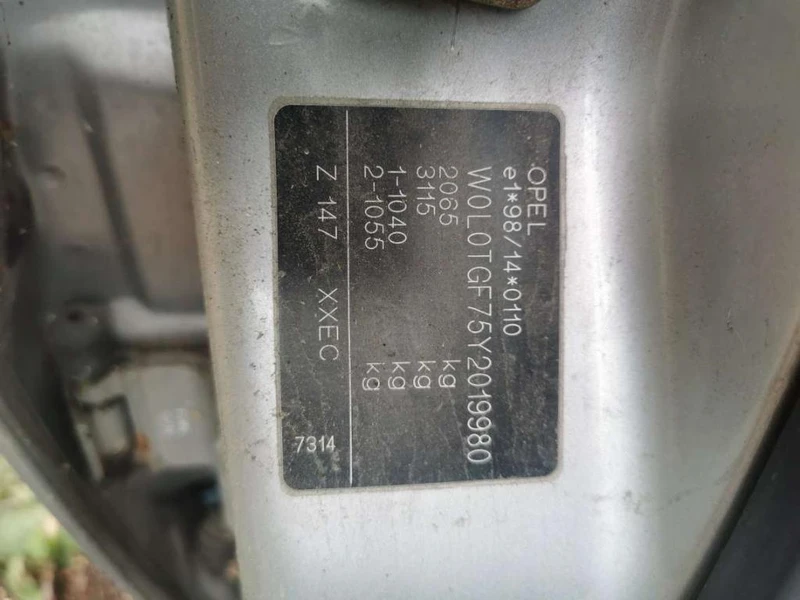 OPEL
e1*98/14*0110
W0L0TGF75Y2019980
2065 kg
3115 kg
1-1040 kg
2-1055 kg
Z 147 XXEC 7314